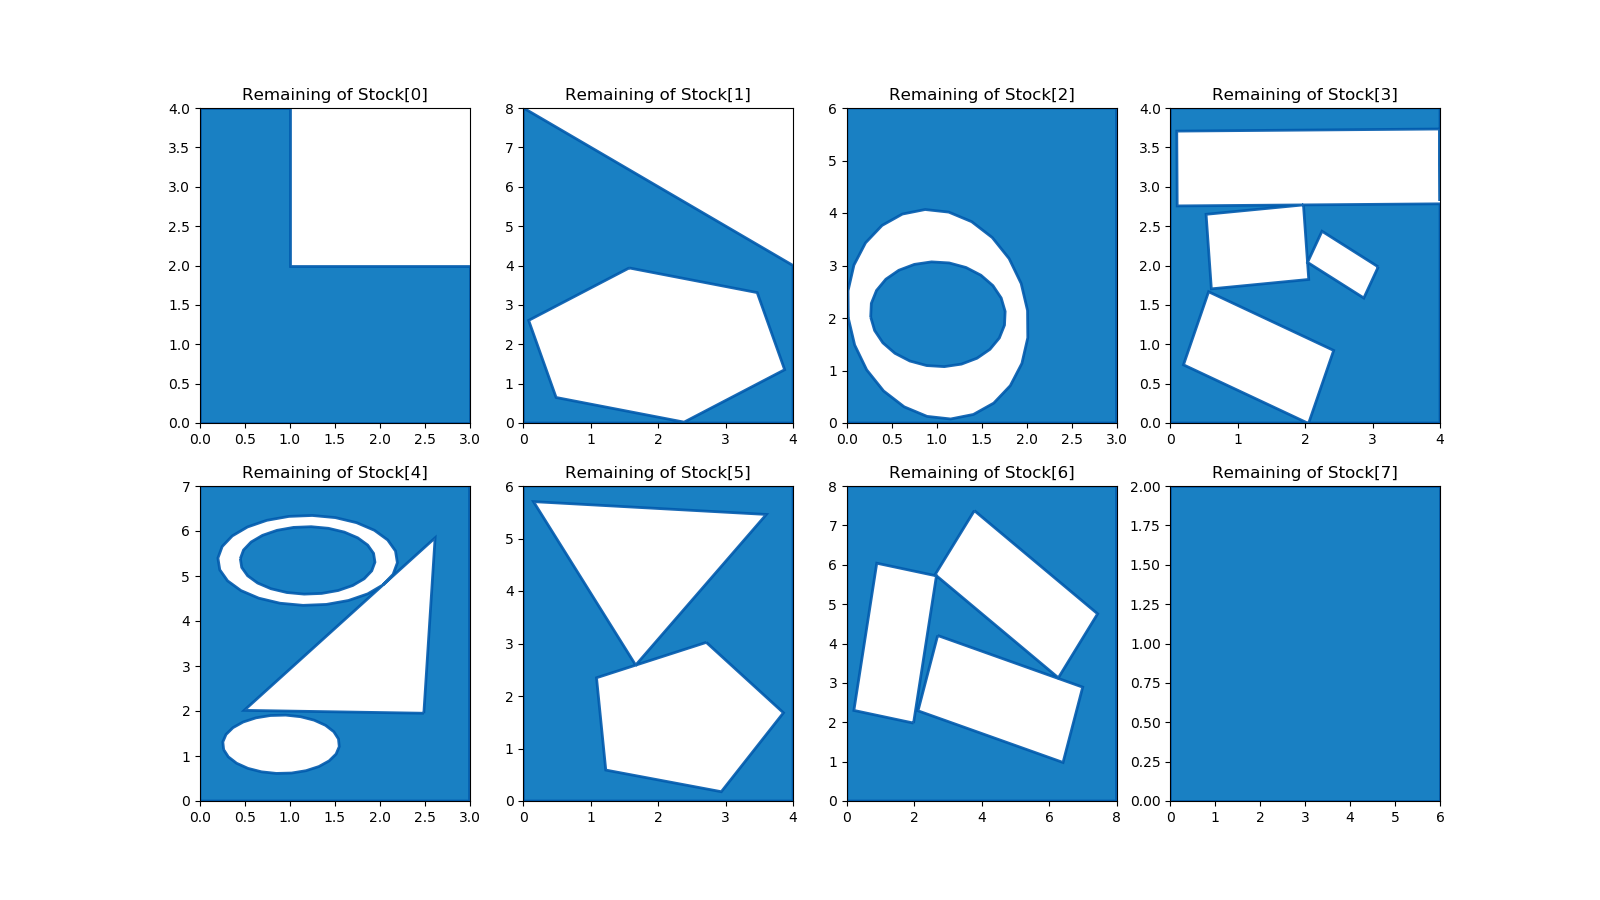 Remaining of Stock[0] Remaining of Stock[1] Remaining of Stock[2] Remaining of Stock[3]
4.0 8 6 4.0
3.5 7 3.5
5
3.0 6 3.0
4
2.5 5 2.5
2.0 4 3 2.0
1.5 3 1.5
2
1.0 2 1.0
1
0.5 1 0.5
0.0 0 0 0.0
0.0 0.5 1.0 1.5 2.0 2.5 3.0 0 1 2 3 4 0.0 0.5 1.0 1.5 2.0 2.5 3.0 0 1 2 3 4
Remaining of Stock[4] Remaining of Stock[5] Remaining of Stock[6] Remaining of Stock[7]
7 6 8 2.00
6 5 7 1.75
5 6 1.50
4
4 5 1.25
3 4 1.00
3
3 0.75
2 2
2 0.50
1 1
1 0.25
0 0 0 0.00
0.0 0.5 1.0 1.5 2.0 2.5 3.0 0 1 2 3 4 0 2 4 6 8 0 1 2 3 4 5 6